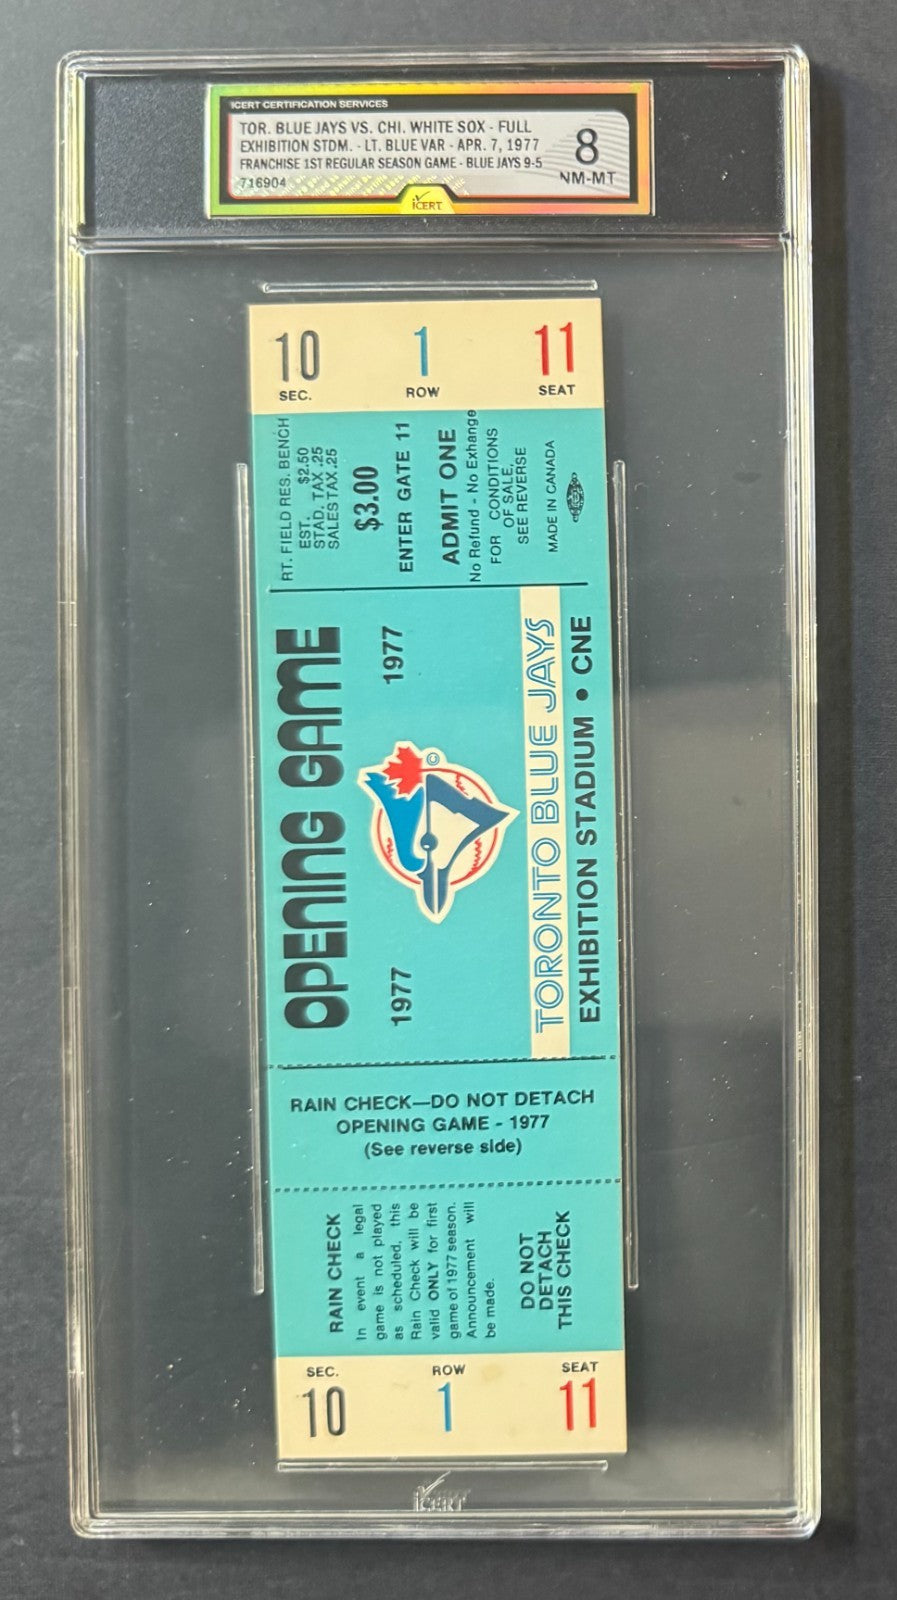 ICERT CERTIFICATION SERVICES
TOR. BLUE JAYS VS. CHI. WHITE SOX - FULL
EXHIBITION STDM. - LT. BLUE VAR - APR. 7, 1977
FRANCHISE 1ST REGULAR SEASON GAME - BLUE JAYS 9-5
716904
8
NM-MT
iCERT
10
SEC.
1
ROW
11
SEAT
RT. FIELD RES. BENCH
EST. $2.50
STAD. TAX .25
SALES TAX .25
$3.00
ENTER GATE 11
ADMIT ONE
No Refund - No Exhange
FOR CONDITIONS
OF SALE,
SEE REVERSE
MADE IN CANADA
OPENING GAME
1977 1977
©
TORONTO BLUE JAYS
EXHIBITION STADIUM • CNE
RAIN CHECK—DO NOT DETACH
OPENING GAME - 1977
(See reverse side)
RAIN CHECK
In event a legal
game is not played
as scheduled, this
Rain Check will be
valid ONLY for first
game of 1977 season.
Announcement will
be made.
DO NOT
DETACH
THIS CHECK
SEC.
10
ROW
1
SEAT
11
iCERT